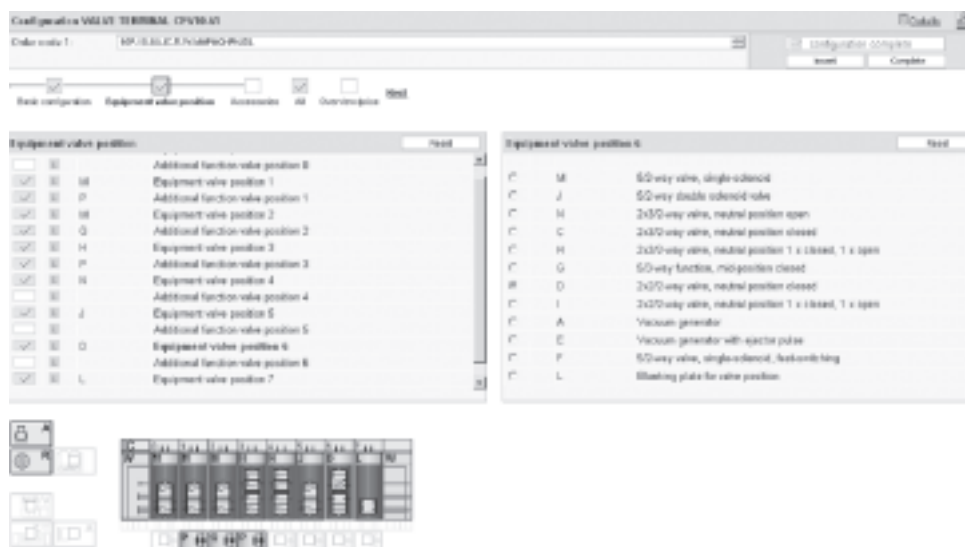 Configuration VALVE TERMINAL CPV10-VI
Details
Order code 1:
configuration complete
Insert
Complete
Basic configuration
Equipment valve position
Accessories
All
Overview/price
Next
Equipment valve position
Reset
Additional function valve position 0
M Equipment valve position 1
P Additional function valve position 1
M Equipment valve position 2
G Additional function valve position 2
H Equipment valve position 3
P Additional function valve position 3
N Equipment valve position 4
Additional function valve position 4
J Equipment valve position 5
Additional function valve position 5
D Equipment valve position 6
Additional function valve position 6
L Equipment valve position 7
Equipment valve position 6
Reset
M 5/2-way valve, single solenoid
J 5/2-way double solenoid valve
N 2x3/2-way valve, neutral position open
C 2x3/2-way valve, neutral position closed
H 2x3/2-way valve, neutral position 1 x closed, 1 x open
G 5/3-way function, mid-position closed
D 2x2/2-way valve, neutral position closed
I 2x2/2-way valve, neutral position 1 x closed, 1 x open
A Vacuum generator
E Vacuum generator with ejector pulse
F 5/2-way valve, single solenoid, fast-switching
L Blanking plate for valve position
A
R